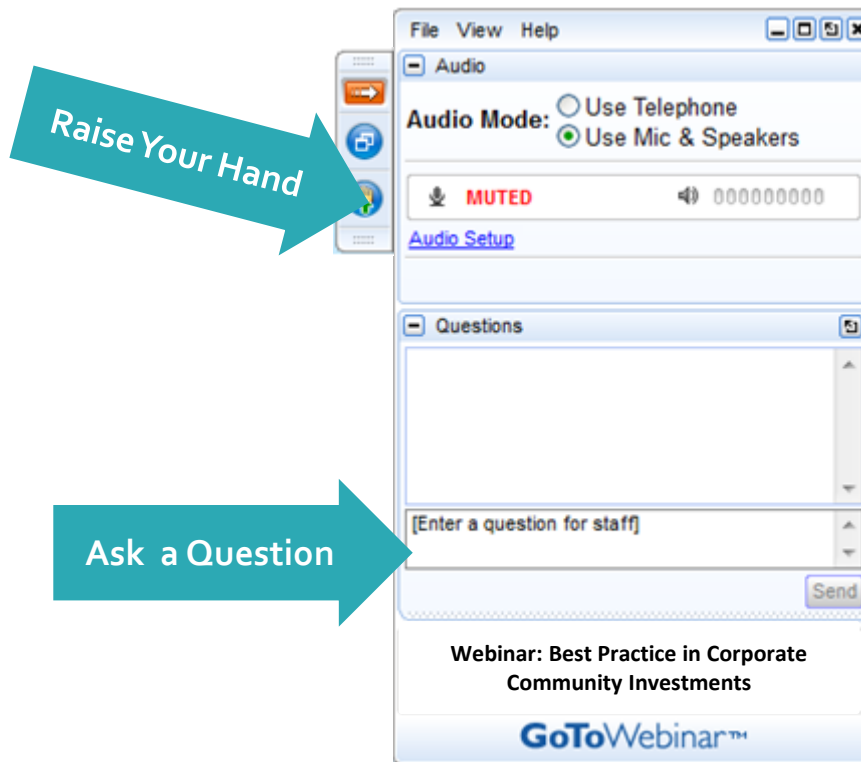 File View Help
Audio
Raise Your Hand
Audio Mode:
Use Telephone
Use Mic & Speakers
MUTED
000000000
Audio Setup
Questions
[Enter a question for staff]
Ask a Question
Send
Webinar: Best Practice in Corporate
Community Investments
GoToWebinar™